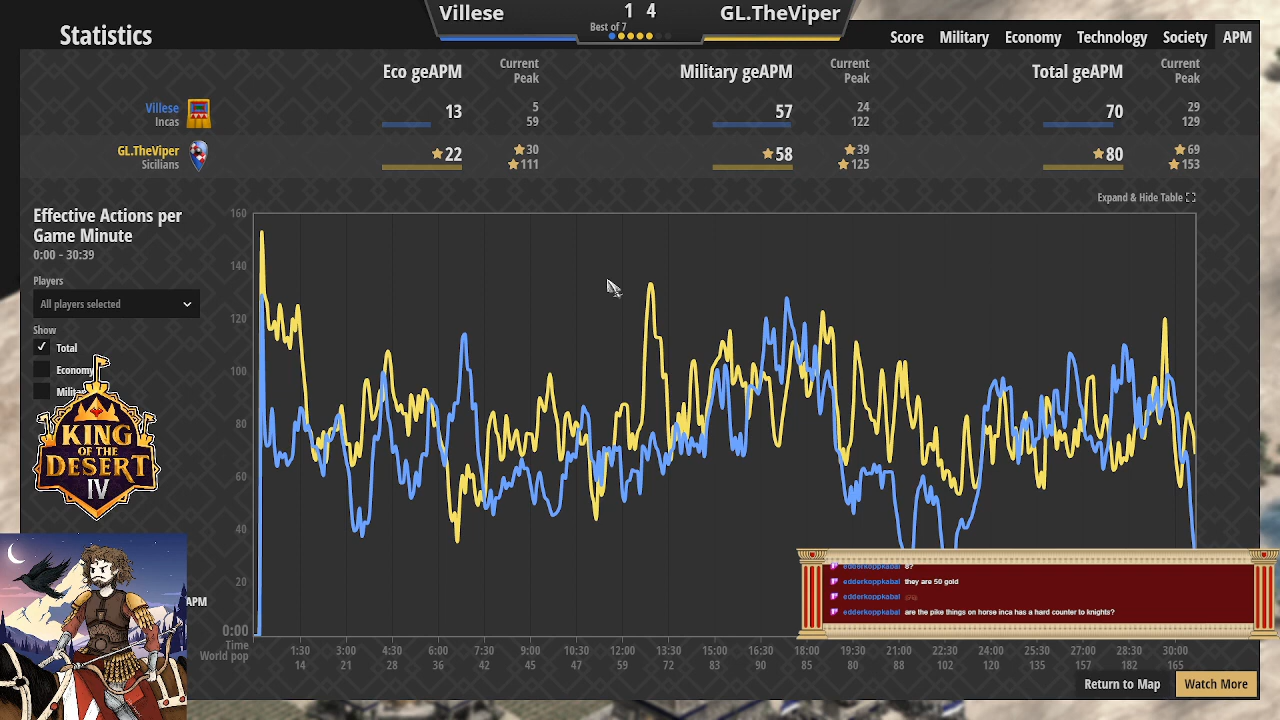 Villese 1 4 GL.TheViper
Best of 7
Statistics
Score Military Economy Technology Society APM
Eco geAPM Current Peak Military geAPM Current Peak Total geAPM Current Peak
Villese 13 5 57 24 70 29
Incas 59 122 129
GL.TheViper 22 30 58 39 80 69
Sicilians 111 125 153
Expand & Hide Table
Effective Actions per
Game Minute
0:00 - 30:39
Players
All players selected
Show
Total
Economy
KING
OF THE
DESERT
IV
160
140
120
100
80
60
40
20
0:00
APM
edderkoppkabal
edderkoppkabal they are 50 gold
edderkoppkabal
edderkoppkabal are the pike things on horse inca has a hard counter to knights?
Time 1:30 3:00 4:30 6:00 7:30 9:00 10:30 12:00 13:30 15:00 16:30 18:00 19:30 21:00 22:30 24:00 25:30 27:00 28:30 30:00
World pop 14 21 28 36 42 45 47 59 72 83 90 85 80 88 102 120 135 157 182 165
Return to Map Watch More